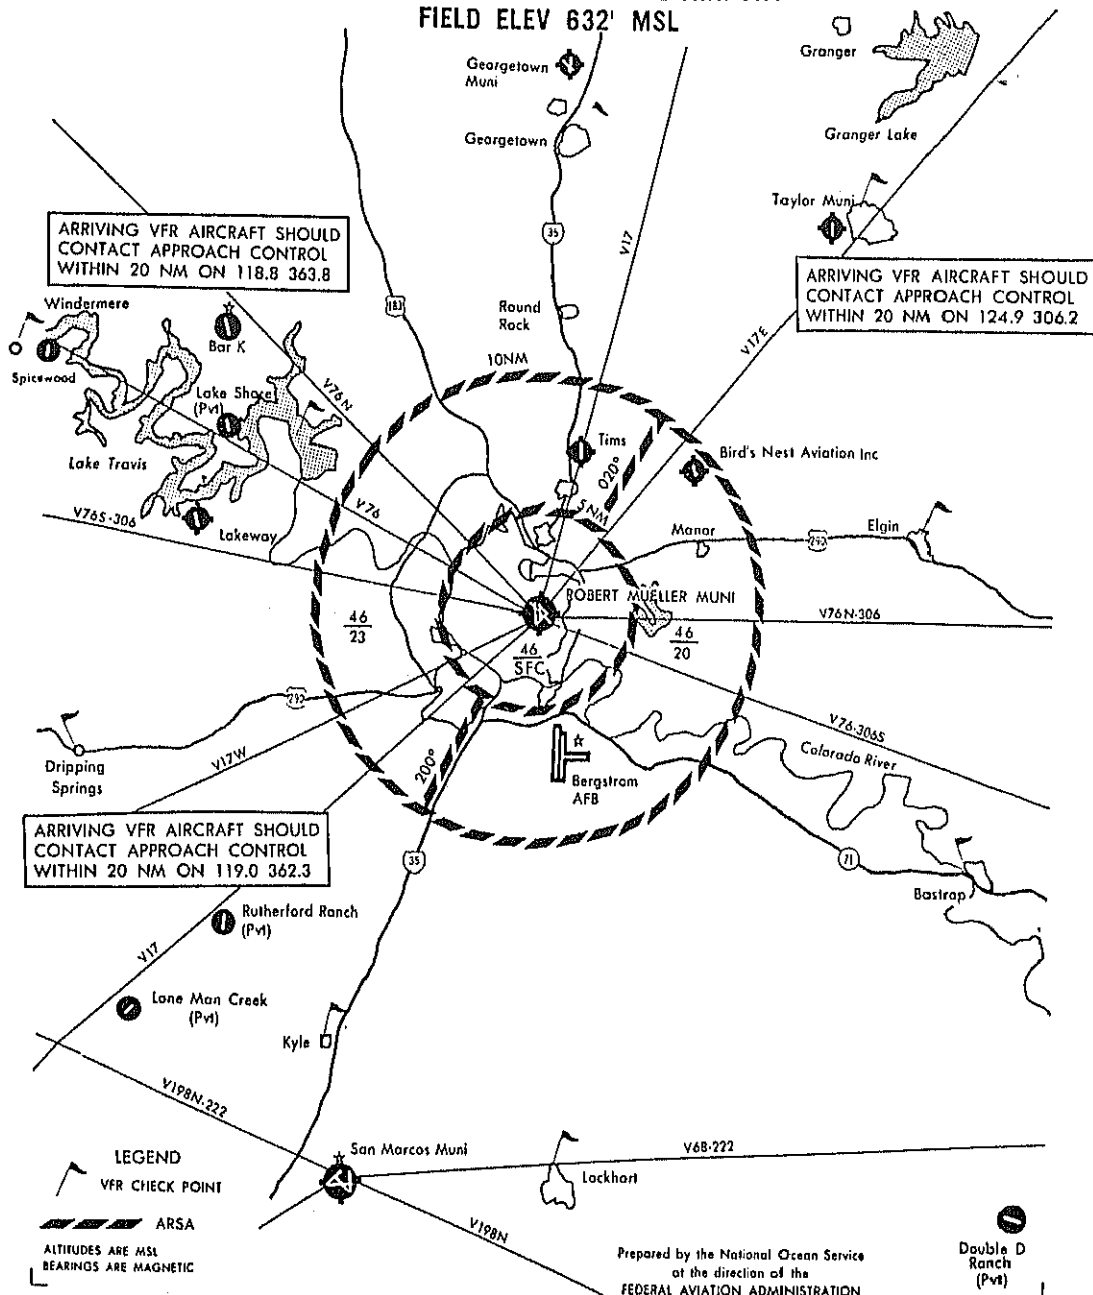 FIELD ELEV 632' MSL
Georgetown
Muni
Granger
Granger Lake
Georgetown
Taylor Muni
35
V17
ARRIVING VFR AIRCRAFT SHOULD
CONTACT APPROACH CONTROL
WITHIN 20 NM ON 118.8 363.8
ARRIVING VFR AIRCRAFT SHOULD
CONTACT APPROACH CONTROL
WITHIN 20 NM ON 124.9 306.2
Windermere
183
Round
Rock
V17E
Bar K
Spicewood
10NM
V76N
Lake Shore
(Pvt)
Tims
Bird's Nest Aviation Inc
Lake Travis
020°
V76
5NM
V76S-306
Lakeway
Manor
290
Elgin
ROBERT MUELLER MUNI
46
23
46
SFC
46
20
V76N-306
290
V76-306S
Dripping
Springs
V17W
200°
Bergstrom
AFB
Colorado River
ARRIVING VFR AIRCRAFT SHOULD
CONTACT APPROACH CONTROL
WITHIN 20 NM ON 119.0 362.3
35
71
Bastrop
Rutherford Ranch
(Pvt)
V17
Lone Man Creek
(Pvt)
Kyle
V198N-222
San Marcos Muni
V68-222
Lockhart
LEGEND
VFR CHECK POINT
ARSA
ALTITUDES ARE MSL
BEARINGS ARE MAGNETIC
V198N
Prepared by the National Ocean Service
at the direction of the
FEDERAL AVIATION ADMINISTRATION
Double D
Ranch
(Pvt)